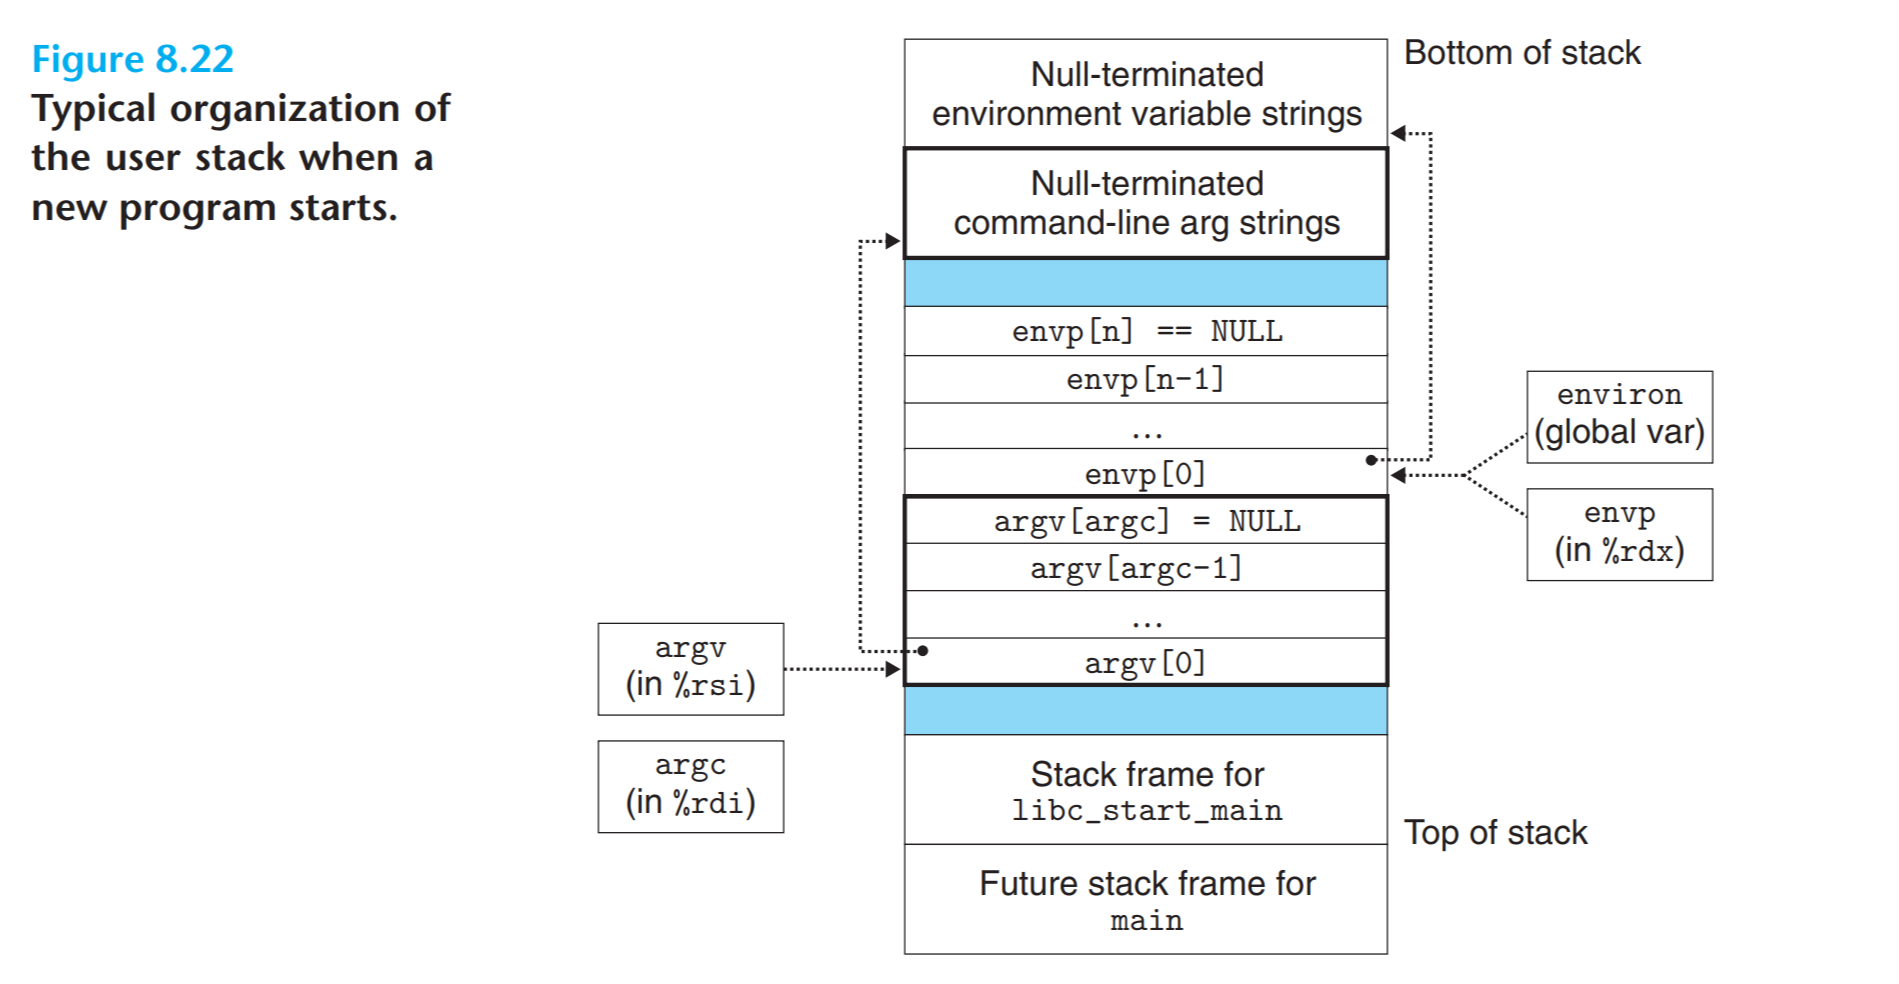 Figure 8.22
Typical organization of
the user stack when a
new program starts.
Bottom of stack
Null-terminated
environment variable strings
Null-terminated
command-line arg strings
envp[n] == NULL
envp[n-1]
...
envp[0]
environ
(global var)
envp
(in %rdx)
argv[argc] = NULL
argv[argc-1]
...
argv[0]
argv
(in %rsi)
argc
(in %rdi)
Stack frame for
libc_start_main
Top of stack
Future stack frame for
main